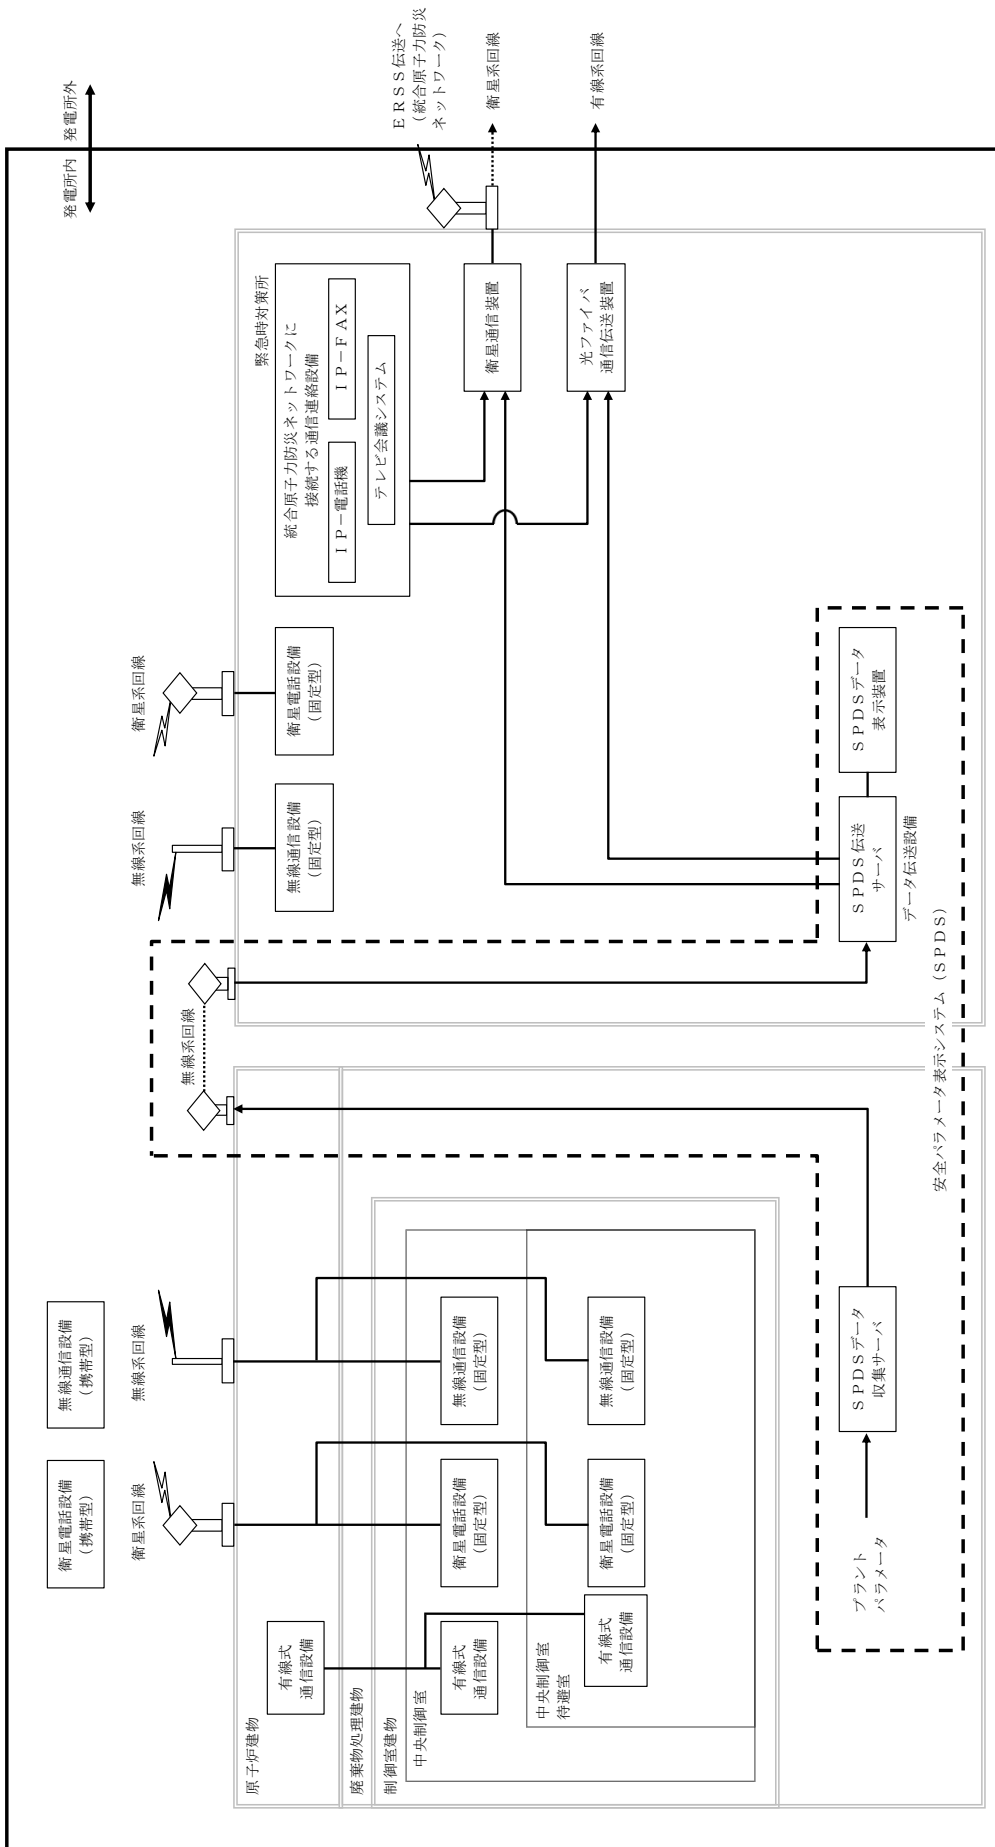 発電所内
発電所外
ERSS伝送へ
(統合原子力防災
ネットワーク)
衛星系回線
有線系回線
緊急時対策所
統合原子力防災ネットワークに
接続する通信連絡設備
IP-電話機
IP-FAX
テレビ会議システム
衛星通信装置
光ファイバ
通信伝送装置
衛星系回線
衛星電話設備
(固定型)
無線系回線
無線通信設備
(固定型)
SPDSデータ
表示装置
SPDS伝送
サーバ
データ伝送設備
無線系回線
安全パラメータ表示システム(SPDS)
無線通信設備
(携帯型)
無線系回線
衛星電話設備
(携帯型)
衛星系回線
無線通信設備
(固定型)
無線通信設備
(固定型)
衛星電話設備
(固定型)
衛星電話設備
(固定型)
有線式
通信設備
有線式
通信設備
有線式
通信設備
原子炉建物
廃棄物処理建物
制御室建物
中央制御室
中央制御室
待避室
SPDSデータ
収集サーバ
プラント
パラメータ